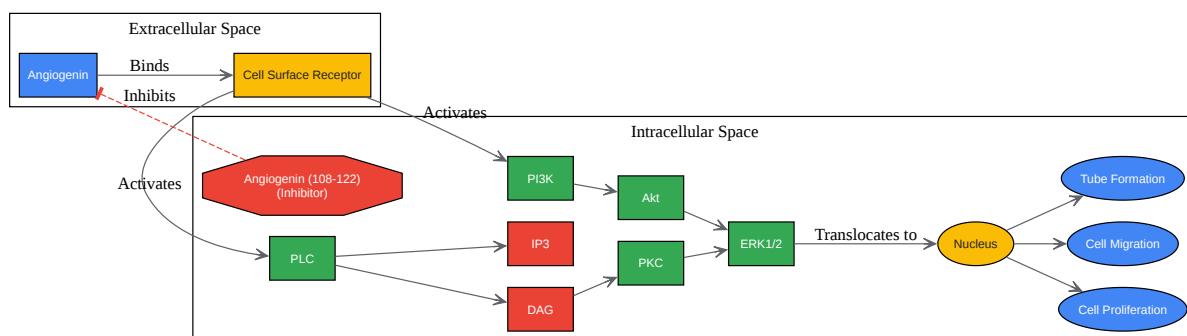 Extracellular Space
Angiogenin
Binds
Cell Surface Receptor
Inhibits
Activates
Intracellular Space
Activates
Angiogenin (108-122)
(Inhibitor)
PI3K
Akt
IP3
PLC
PKC
DAG
ERK1/2
Translocates to
Nucleus
Tube Formation
Cell Migration
Cell Proliferation